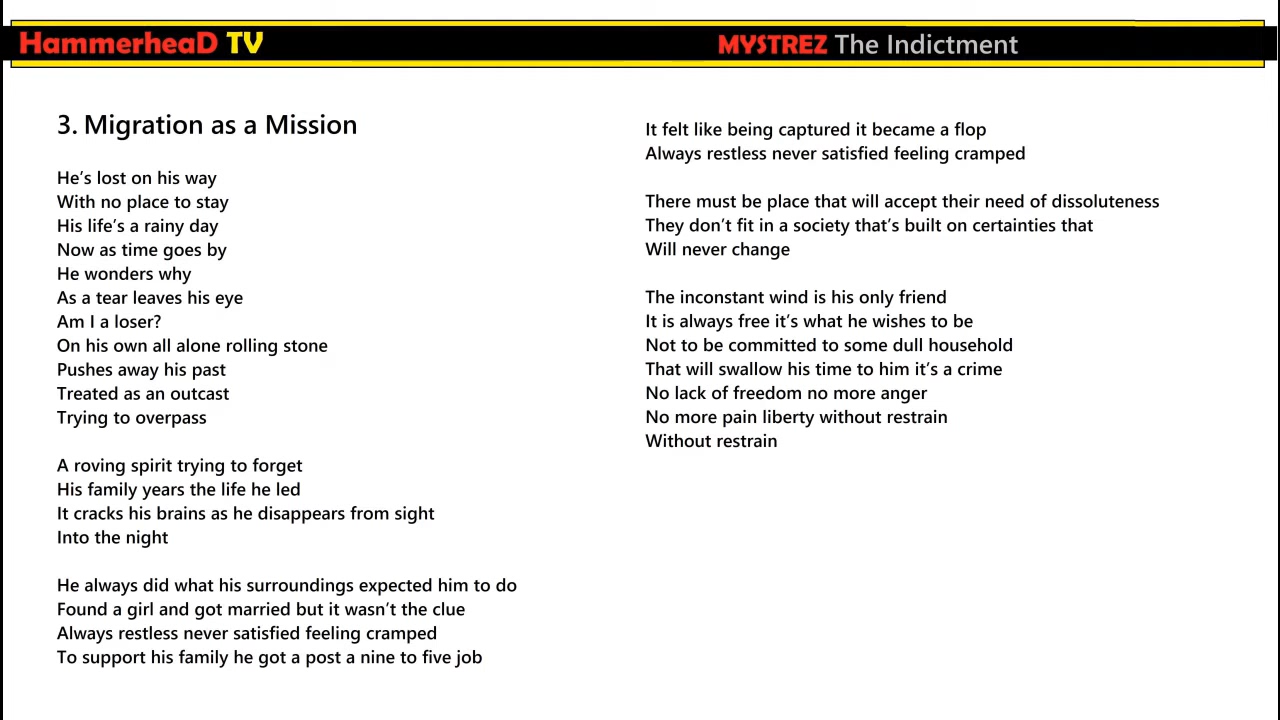 HammerheaD TV
MYSTREZ The Indictment
3. Migration as a Mission
He's lost on his way
With no place to stay
His life's a rainy day
Now as time goes by
He wonders why
As a tear leaves his eye
Am I a loser?
On his own all alone rolling stone
Pushes away his past
Treated as an outcast
Trying to overpass
A roving spirit trying to forget
His family years the life he led
It cracks his brains as he disappears from sight
Into the night
He always did what his surroundings expected him to do
Found a girl and got married but it wasn't the clue
Always restless never satisfied feeling cramped
To support his family he got a post a nine to five job
It felt like being captured it became a flop
Always restless never satisfied feeling cramped
There must be place that will accept their need of dissoluteness
They don't fit in a society that's built on certainties that
Will never change
The inconstant wind is his only friend
It is always free it's what he wishes to be
Not to be committed to some dull household
That will swallow his time to him it's a crime
No lack of freedom no more anger
No more pain liberty without restrain
Without restrain